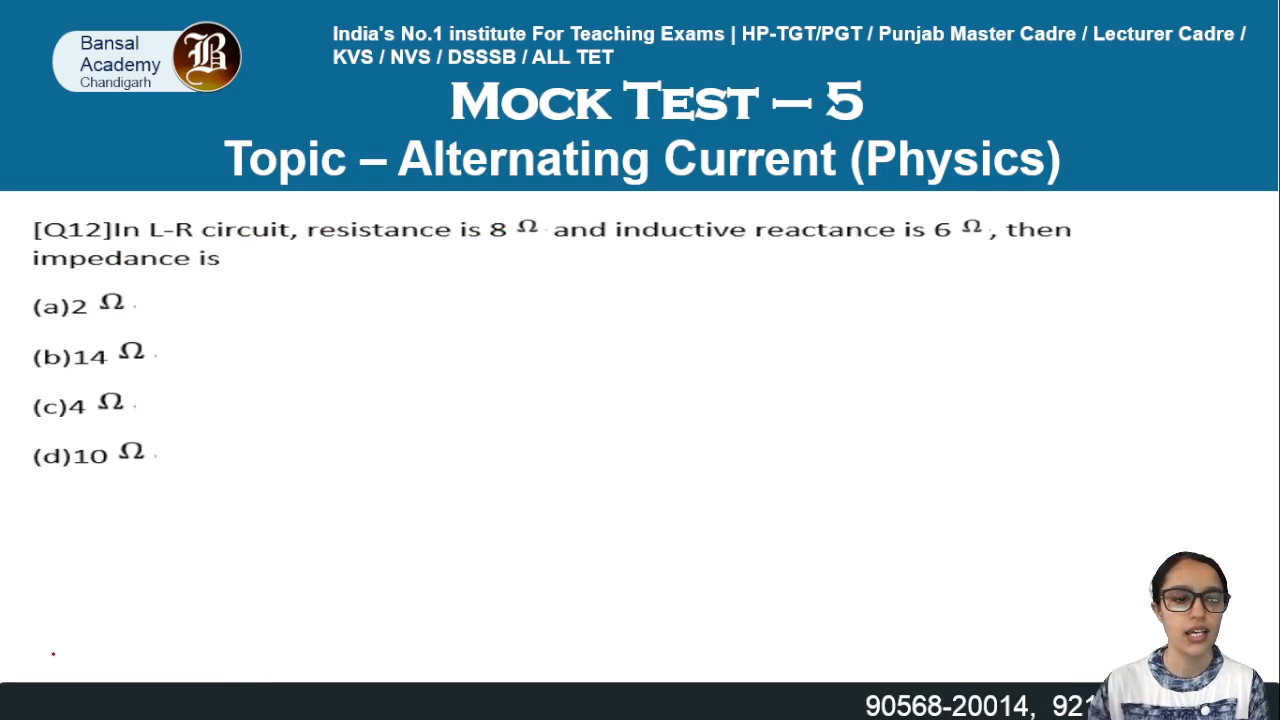 Bansal
Academy
Chandigarh
India's No.1 institute For Teaching Exams | HP-TGT/PGT / Punjab Master Cadre / Lecturer Cadre /
KVS / NVS / DSSSB / ALL TET
MOCK TEST – 5
Topic – Alternating Current (Physics)
[Q12]In L-R circuit, resistance is 8 Ω and inductive reactance is 6 Ω, then
impedance is
(a)2 Ω
(b)14 Ω
(c)4 Ω
(d)10 Ω
90568-20014,